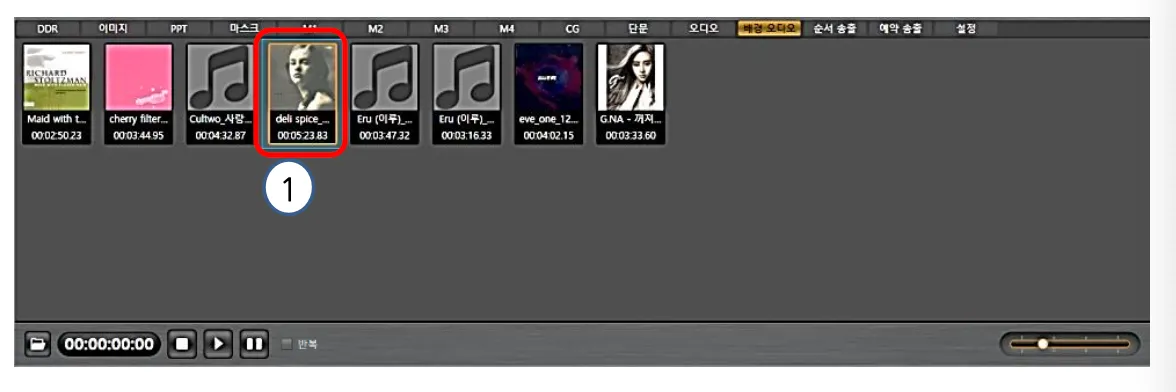 DDR 이미지 PPT 마스크 M1 M2 M3 M4 CG 단문 오디오 배경 오디오 순서 송출 예약 송출 설정
RICHARD
STOLTZMAN
Maid with t... cherry filter... Cultwo_사랑... deli spice_... Eru (이루)_... Eru (이루)_... eve_one_12... G.NA - 꺼져...
00:02:50.23 00:03:44.95 00:04:32.87 00:05:23.83 00:03:47.32 00:03:16.33 00:04:02.15 00:03:33.60
1
00:00:00:00 반복